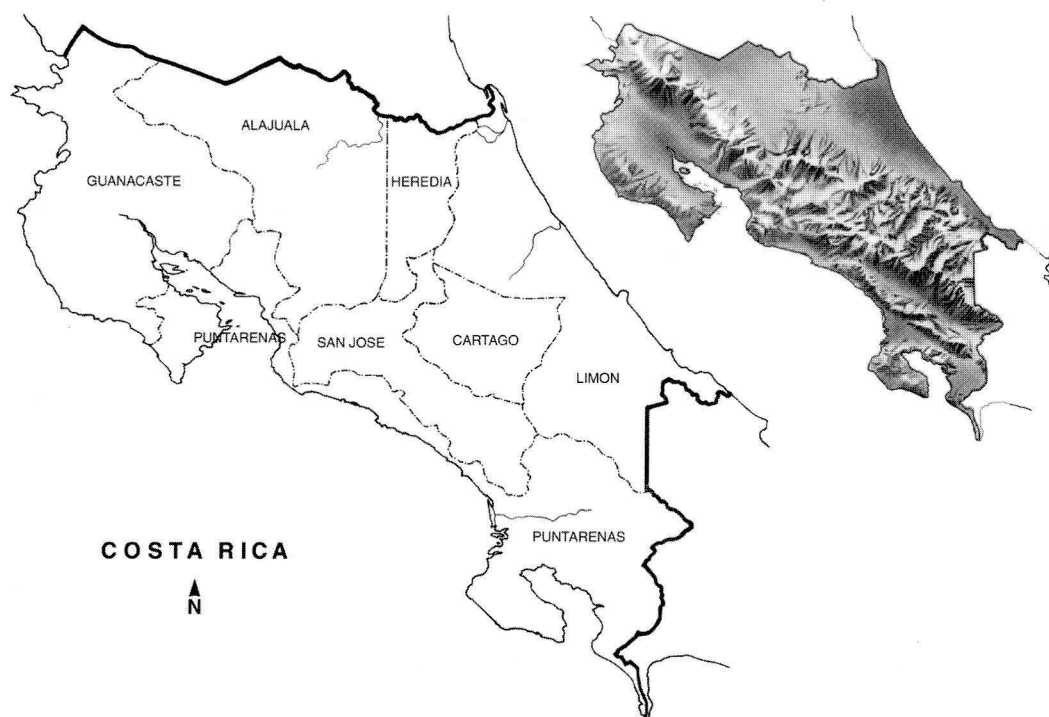 ALAJUALA
GUANACASTE
HEREDIA
PUNTARENAS
SAN JOSE
CARTAGO
LIMON
PUNTARENAS
COSTA RICA
N